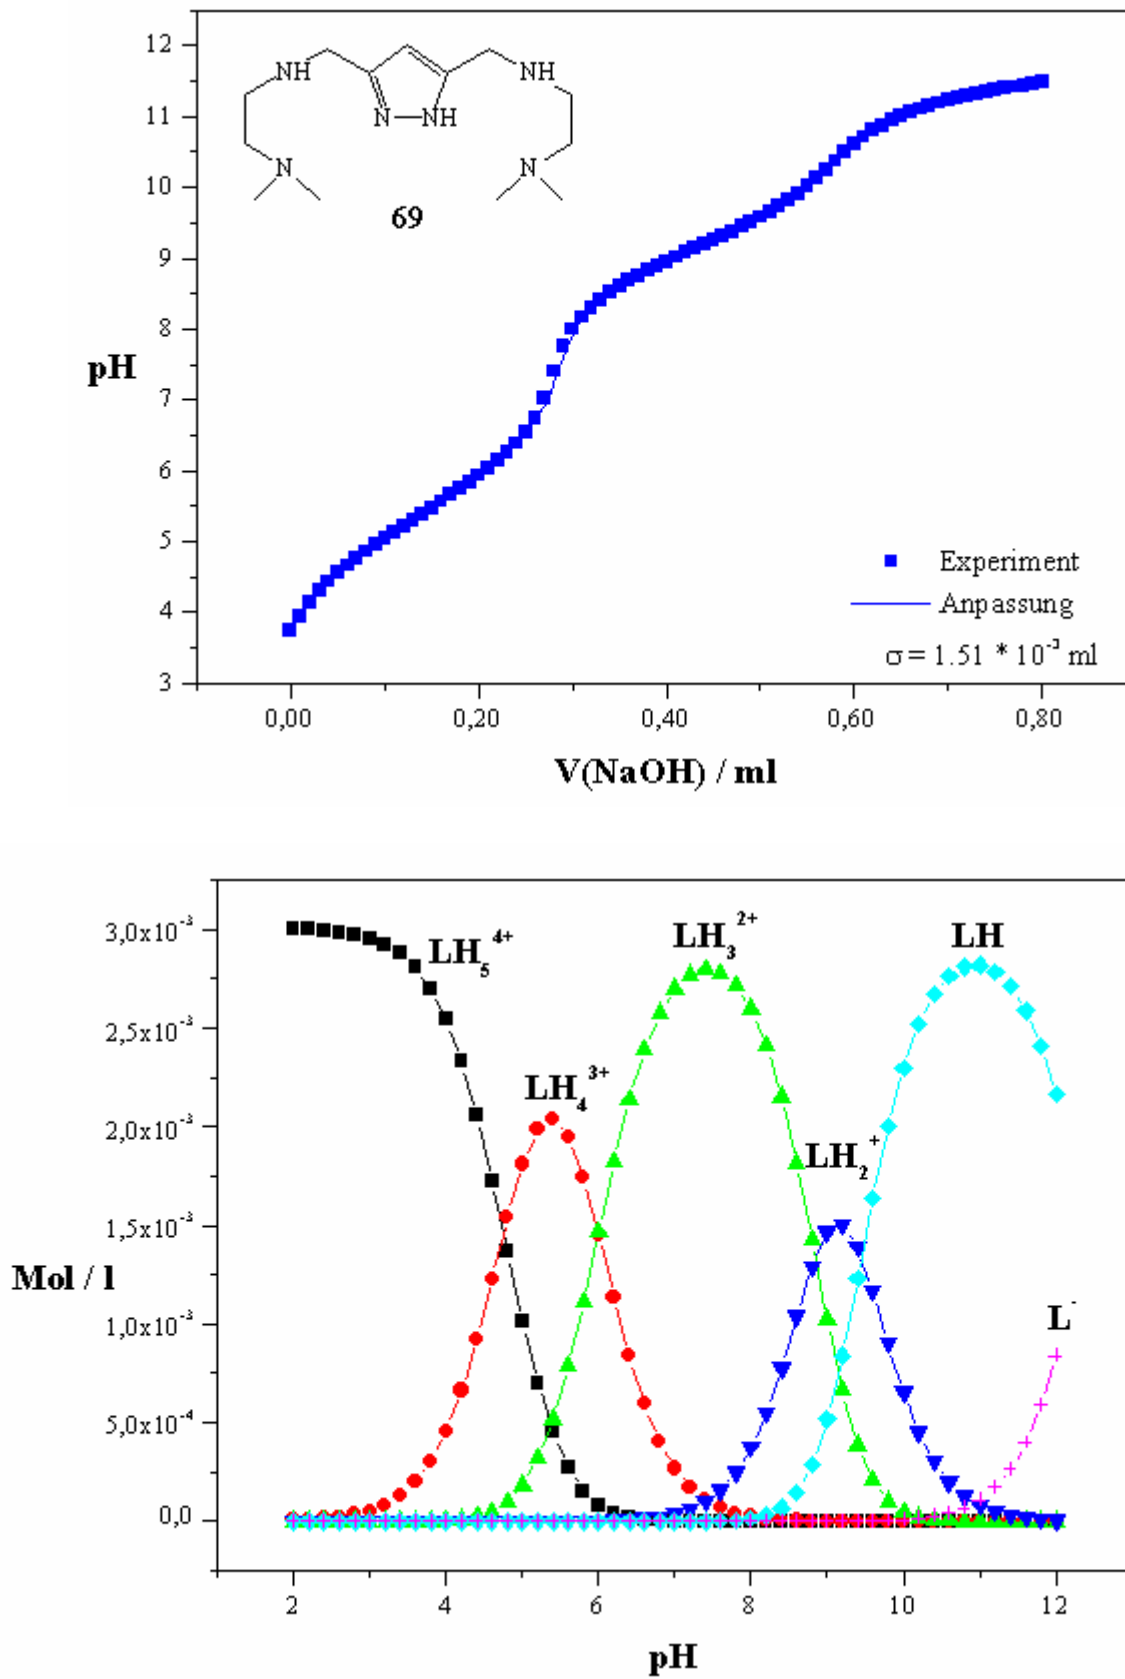 12
11
10
9
8
7
6
5
4
3
pH
NH
HN
N
NH
N
N
69
Experiment
Anpassung
σ = 1.51 * 10⁻³ ml
0,00 0,20 0,40 0,60 0,80
V(NaOH) / ml
3,0x10⁻³
2,5x10⁻³
2,0x10⁻³
1,5x10⁻³
1,0x10⁻³
5,0x10⁻⁴
0,0
Mol / l
LH₅⁴⁺
LH₄³⁺
LH₃²⁺
LH₂⁺
LH
L⁻
2 4 6 8 10 12
pH